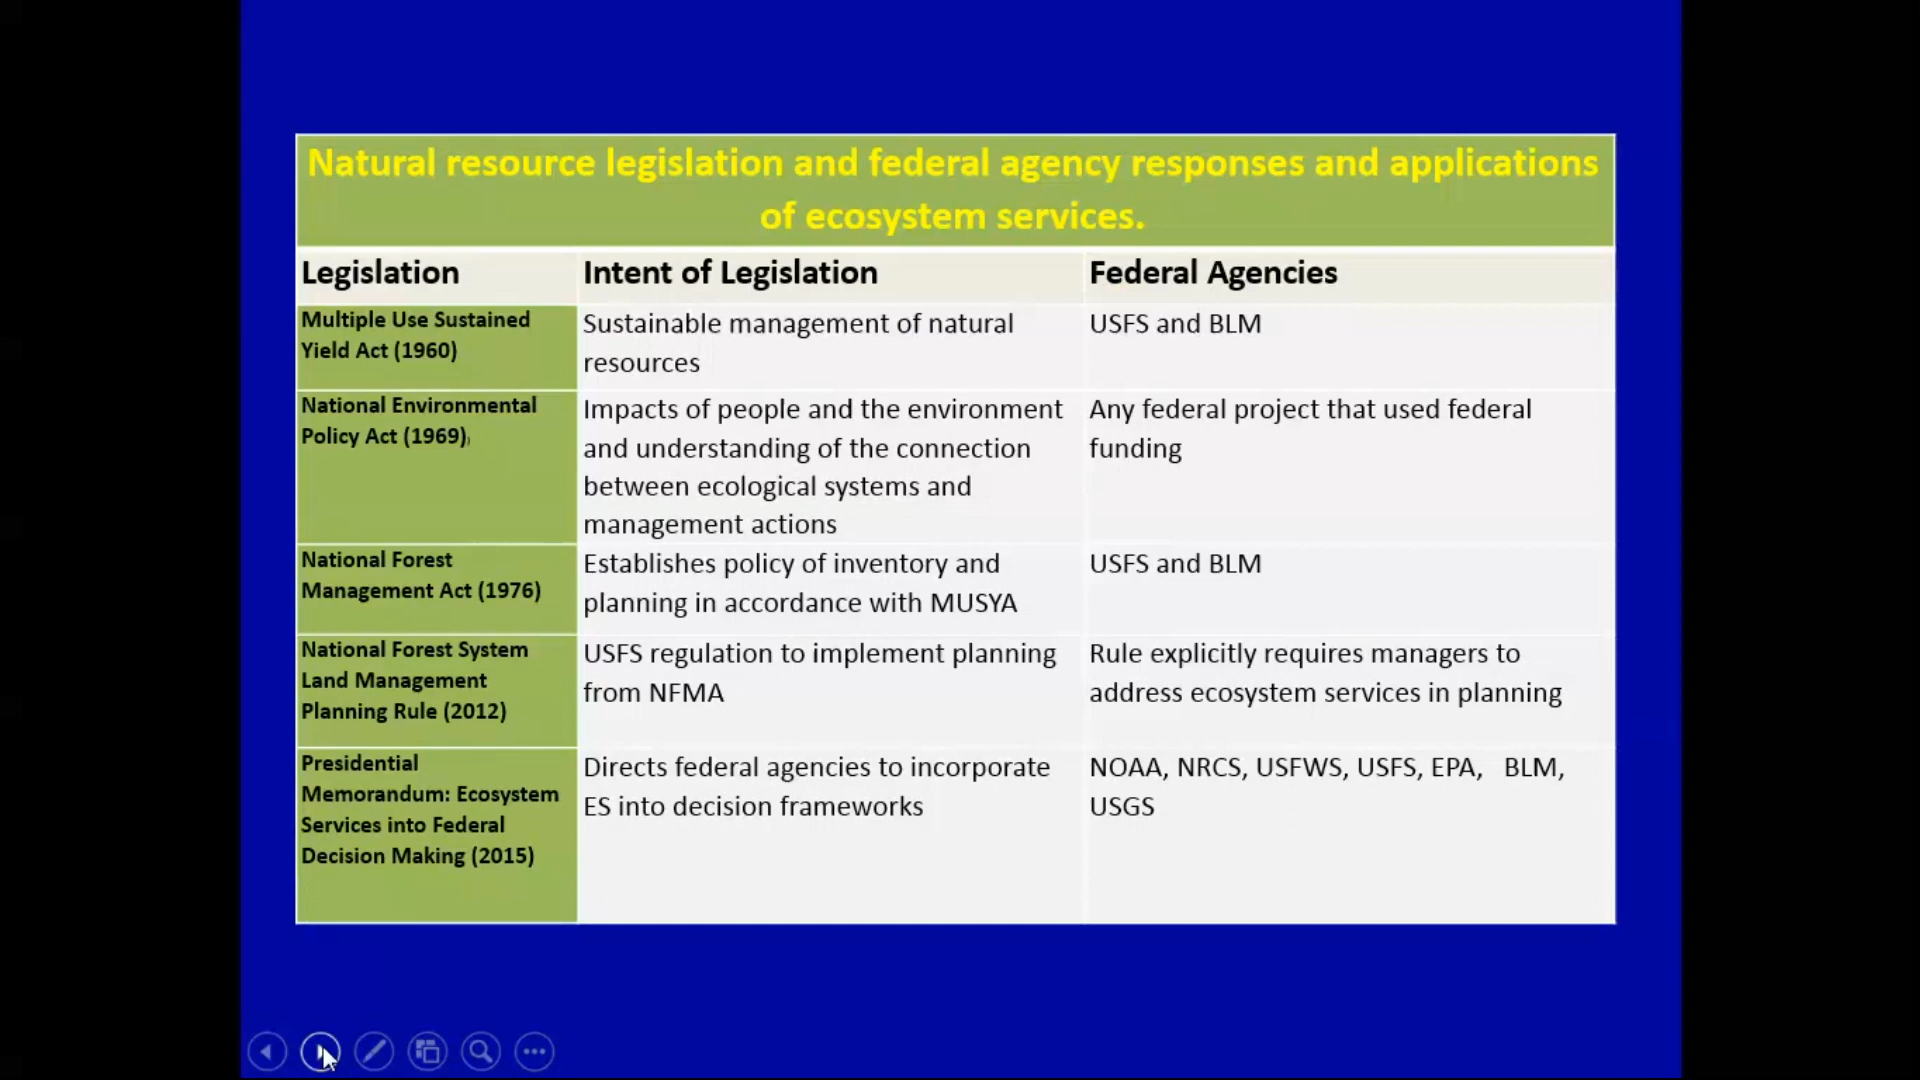 Natural resource legislation and federal agency responses and applications
of ecosystem services.
Legislation
Intent of Legislation
Federal Agencies
Multiple Use Sustained
Yield Act (1960)
Sustainable management of natural
resources
USFS and BLM
National Environmental
Policy Act (1969))
Impacts of people and the environment
and understanding of the connection
between ecological systems and
management actions
Any federal project that used federal
funding
National Forest
Management Act (1976)
Establishes policy of inventory and
planning in accordance with MUSYA
USFS and BLM
National Forest System
Land Management
Planning Rule (2012)
USFS regulation to implement planning
from NFMA
Rule explicitly requires managers to
address ecosystem services in planning
Presidential
Memorandum: Ecosystem
Services into Federal
Decision Making (2015)
Directs federal agencies to incorporate
ES into decision frameworks
NOAA, NRCS, USFWS, USFS, EPA, BLM,
USGS